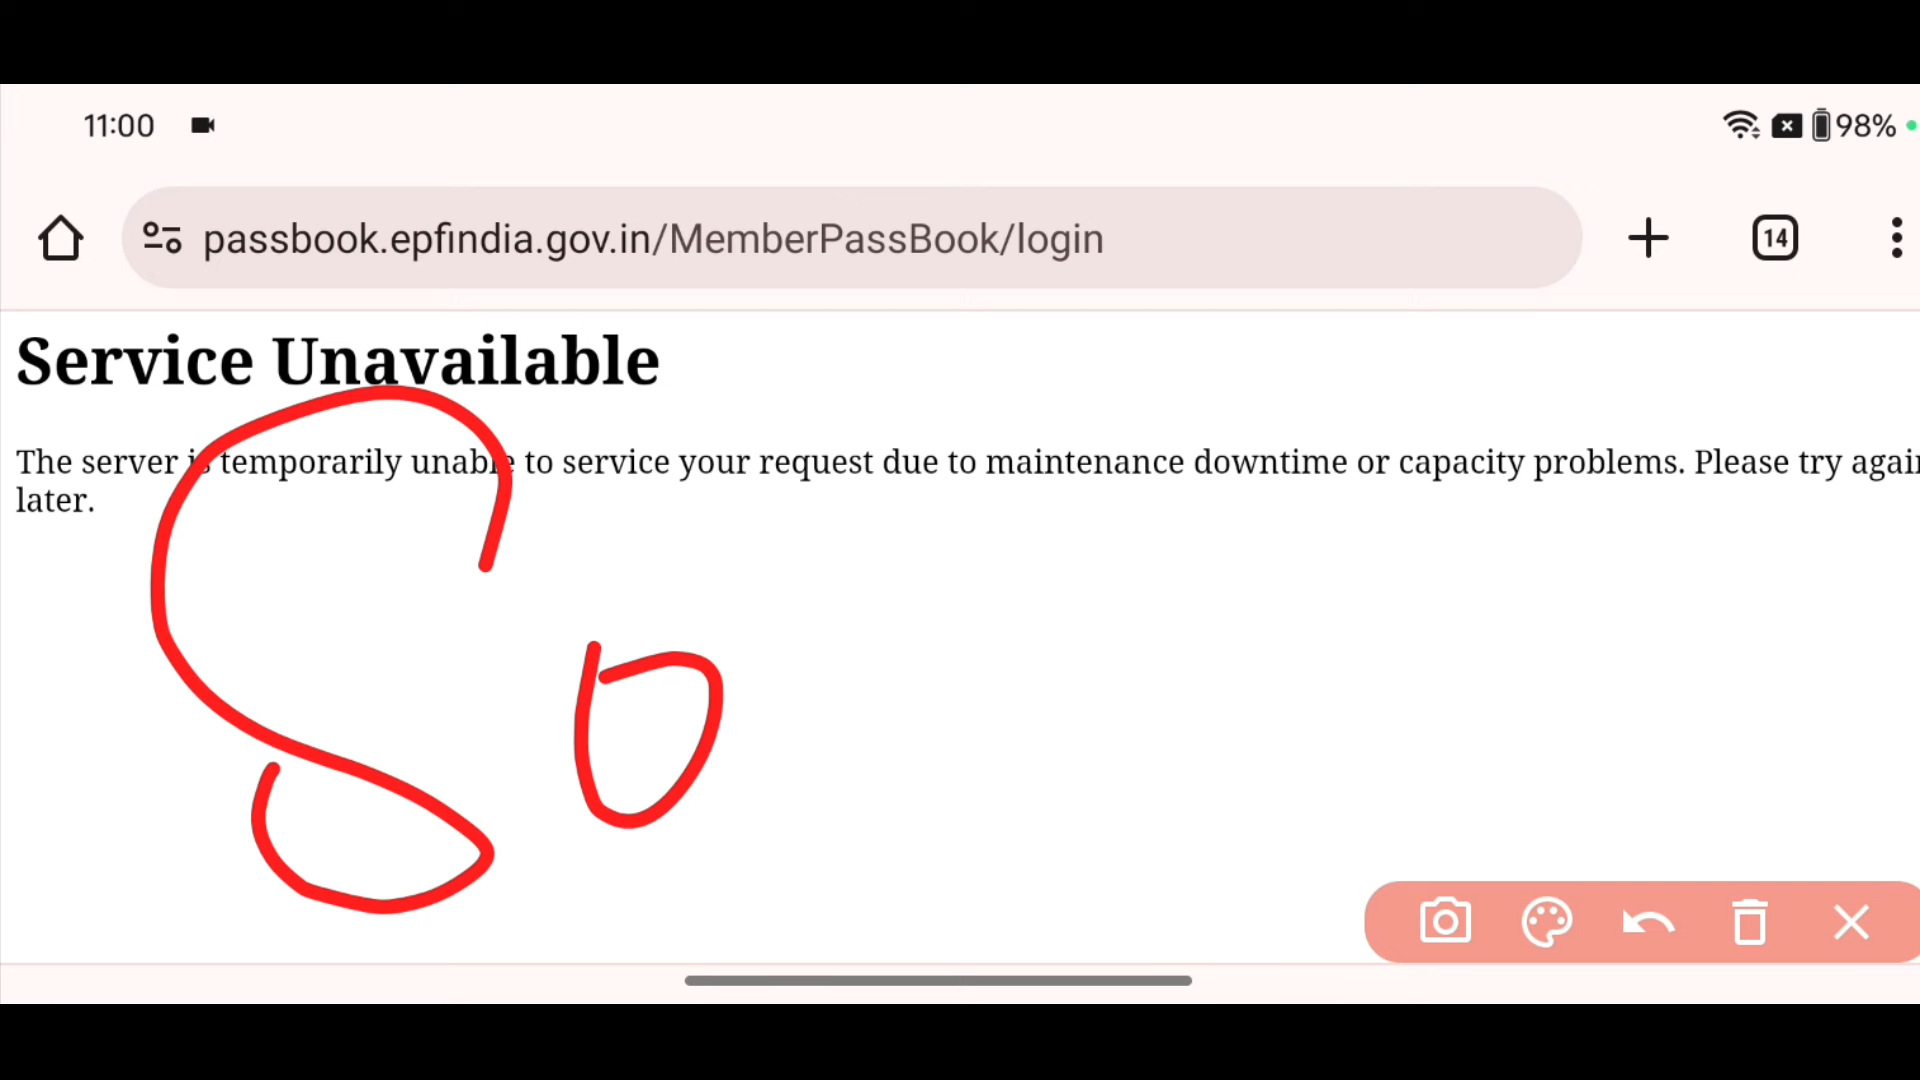 11:00 98%
passbook.epfindia.gov.in/MemberPassBook/login 14
Service Unavailable
The server is temporarily unable to service your request due to maintenance downtime or capacity problems. Please try again
later.
So